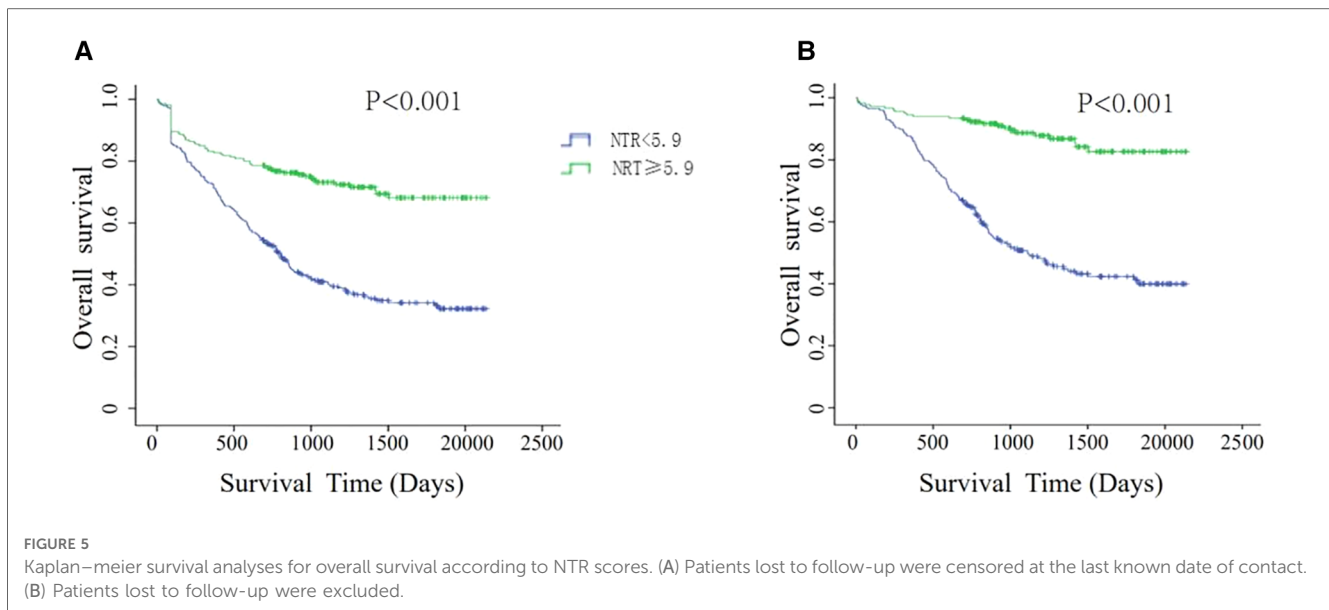 A
B
P<0.001
P<0.001
NTR<5.9
NRT≥5.9
Overall survival
1.0
0.8
0.6
0.4
0.2
0
0 500 1000 1500 20000 2500
Survival Time (Days)
Overall survival
1.0
0.8
0.6
0.4
0.2
0
0 500 1000 1500 20000 2500
Survival Time (Days)
FIGURE 5
Kaplan–meier survival analyses for overall survival according to NTR scores. (A) Patients lost to follow-up were censored at the last known date of contact.
(B) Patients lost to follow-up were excluded.